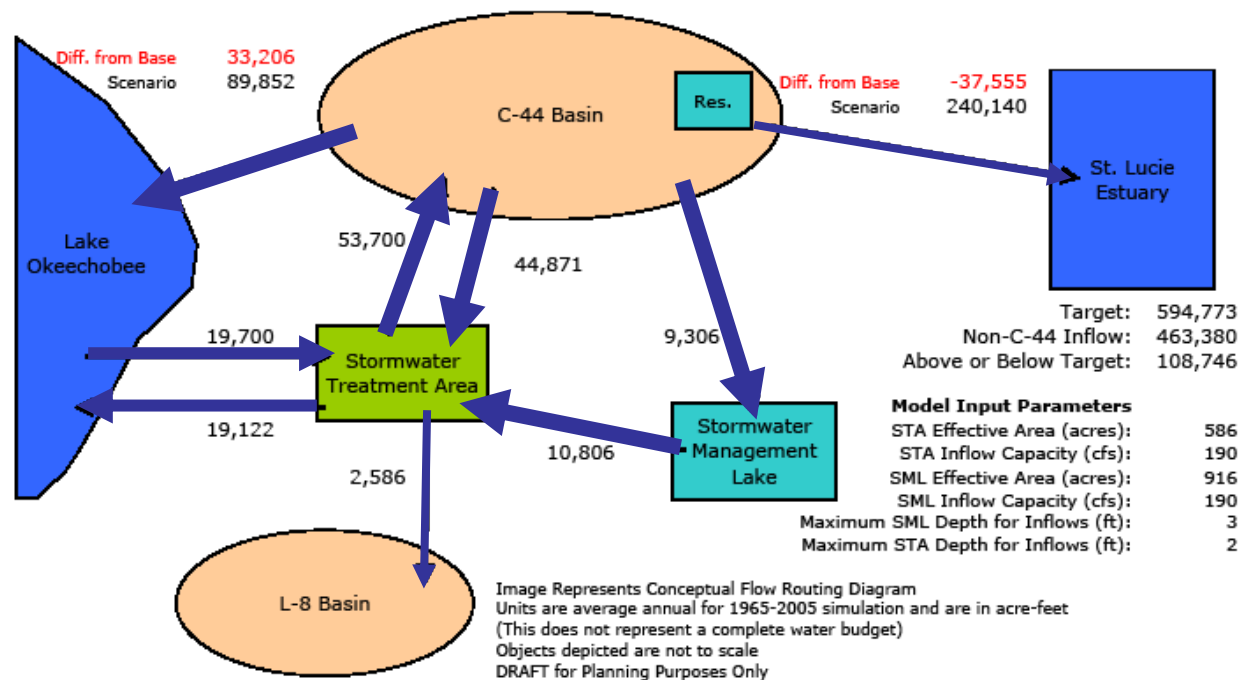 Diff. from Base 33,206
Scenario 89,852
C-44 Basin
Res.
Diff. from Base -37,555
Scenario 240,140
St. Lucie
Estuary
Lake
Okeechobee
53,700
44,871
19,700
Stormwater
Treatment Area
19,122
9,306
10,806
Stormwater
Management
Lake
2,586
L-8 Basin
Target: 594,773
Non-C-44 Inflow: 463,380
Above or Below Target: 108,746
Model Input Parameters
STA Effective Area (acres): 586
STA Inflow Capacity (cfs): 190
SML Effective Area (acres): 916
SML Inflow Capacity (cfs): 190
Maximum SML Depth for Inflows (ft): 3
Maximum STA Depth for Inflows (ft): 2
Image Represents Conceptual Flow Routing Diagram
Units are average annual for 1965-2005 simulation and are in acre-feet
(This does not represent a complete water budget)
Objects depicted are not to scale
DRAFT for Planning Purposes Only